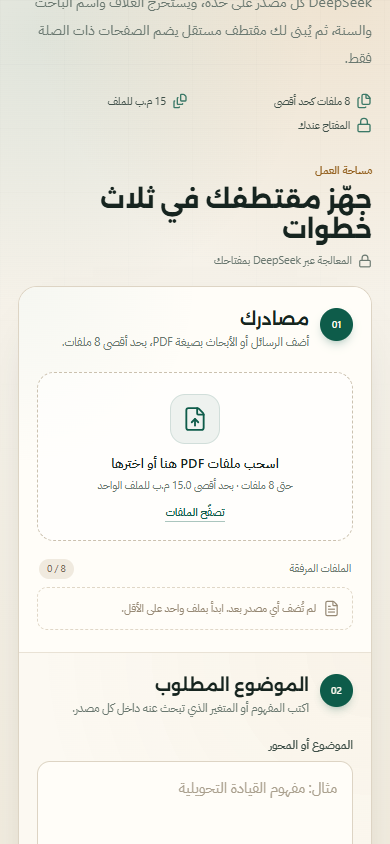 DeepSeek كل مصدر على حدة، ويستخرج الغلاف واسم الباحث
والسنة، ثم يُبنى لك مقتطف مستقل يضم الصفحات ذات الصلة
فقط.
8 ملفات كحد أقصى
15 م.ب للملف
المفتاح عندك
مساحة العمل
جهّز مقتطفك في ثلاث
خطوات
المعالجة عبر DeepSeek بمفتاحك
01
مصادرك
أضف الرسائل أو الأبحاث بصيغة PDF، بحد أقصى 8 ملفات.
اسحب ملفات PDF هنا أو اخترها
حتى 8 ملفات · بحد أقصى 15.0 م.ب للملف الواحد
تصفّح الملفات
الملفات المرفقة
0 / 8
لم تُضف أي مصدر بعد. ابدأ بملف واحد على الأقل.
02
الموضوع المطلوب
اكتب المفهوم أو المتغير الذي تبحث عنه داخل كل مصدر.
الموضوع أو المحور
مثال: مفهوم القيادة التحويلية